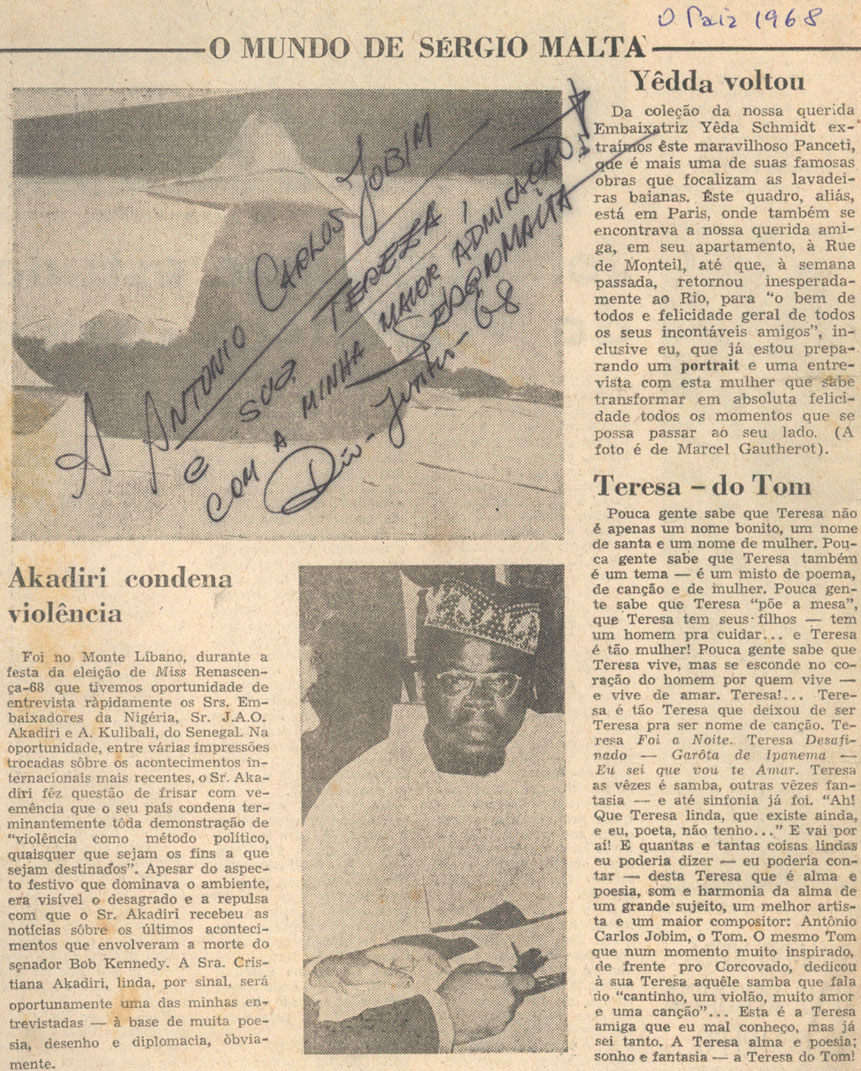 O Paiz 1968
O MUNDO DE SÉRGIO MALTA
A ANTONIO CARLOS JOBIM
E SUA TEREZA,
COM A MINHA MAIOR ADMIRAÇÃO,
SERGIO MALTA
Rio - Junho - 68
Yêdda voltou
Da coleção da nossa querida
Embaixatriz Yêda Schmidt ex-
traímos êste maravilhoso Panceti,
que é mais uma de suas famosas
obras que focalizam as lavadei-
ras baianas. Êste quadro, aliás,
está em Paris, onde também se
encontrava a nossa querida ami-
ga, em seu apartamento, à Rue
de Monteil, até que, à semana
passada, retornou inesperada-
mente ao Rio, para “o bem de
todos e felicidade geral de todos
os seus incontáveis amigos”, in-
clusive eu, que já estou prepa-
rando um portrait e uma entre-
vista com esta mulher que sabe
transformar em absoluta felici-
dade todos os momentos que se
possa passar ao seu lado. (A
foto é de Marcel Gautherot).
Teresa – do Tom
Pouca gente sabe que Teresa não
é apenas um nome bonito, um nome
de santa e um nome de mulher. Pou-
ca gente sabe que Teresa também
é um tema — é um misto de poema,
de canção e de mulher. Pouca gen-
te sabe que Teresa “põe a mesa”,
que Teresa tem seus filhos — tem
um homem pra cuidar... e Teresa
é tão mulher! Pouca gente sabe que
Teresa vive, mas se esconde no co-
ração do homem por quem vive —
e vive de amar. Teresa!... Tere-
sa é tão Teresa que deixou de ser
Teresa pra ser nome de canção. Te-
resa Foi a Noite. Teresa Desafi-
nado — Garôta de Ipanema —
Eu sei que vou te Amar. Teresa
as vêzes é samba, outras vêzes fan-
tasia — e até sinfonia já foi. “Ah!
Que Teresa linda, que existe ainda,
e eu, poeta, não tenho...” E vai por
aí! E quantas e tantas coisas lindas
eu poderia dizer — eu poderia con-
tar — desta Teresa que é alma e
poesia, som e harmonia da alma de
um grande sujeito, um melhor artis-
ta e um maior compositor: Antônio
Carlos Jobim, o Tom. O mesmo Tom
que num momento muito inspirado,
de frente pro Corcovado, dedicou
à sua Teresa aquêle samba que fala
do “cantinho, um violão, muito amor
e uma canção”... Esta é a Teresa
amiga que eu mal conheço, mas já
sei tanto. A Teresa alma e poesia;
sonho e fantasia — a Teresa do Tom!
Akadiri condena
violência
Foi no Monte Líbano, durante a
festa da eleição de Miss Renascen-
ça-68 que tivemos oportunidade de
entrevista ràpidamente os Srs. Em-
baixadores da Nigéria, Sr. J.A.O.
Akadiri e A. Kulibali, do Senegal. Na
oportunidade, entre várias impressões
trocadas sôbre os acontecimentos in-
ternacionais mais recentes, o Sr. Aka-
diri fêz questão de frisar com ve-
emência que o seu país condena ter-
minantemente tôda demonstração de
“violência como método político,
quaisquer que sejam os fins a que
sejam destinados”. Apesar do aspec-
to festivo que dominava o ambiente,
era visível o desagrado e a repulsa
com que o Sr. Akadiri recebeu as
notícias sôbre os últimos aconteci-
mentos que envolveram a morte do
senador Bob Kennedy. A Sra. Cris-
tiana Akadiri, linda, por sinal, será
oportunamente uma das minhas en-
trevistadas — à base de muita poe-
sia, desenho e diplomacia, òbvia-
mente.